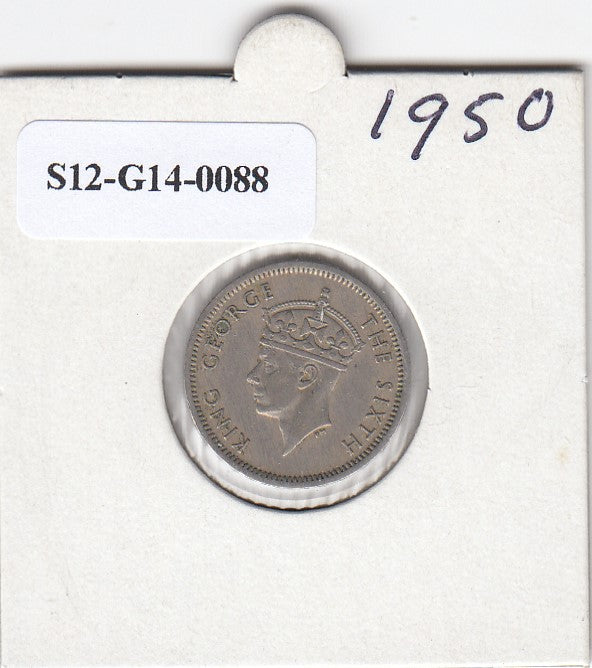 1950
S12-G14-0088
KING GEORGE THE SIXTH